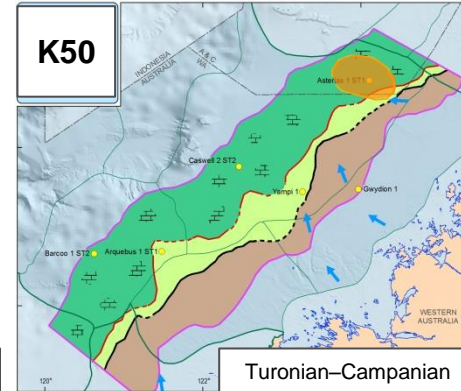 K50
INDONESIA
AUSTRALIA
A & C
WA
Asterias 1 ST1
Caswell 2 ST2
Yampi 1
Gwydion 1
Barcoo 1 ST2
Arquebus 1 ST1
WESTERN
AUSTRALIA
120°
122°
Turonian–Campanian